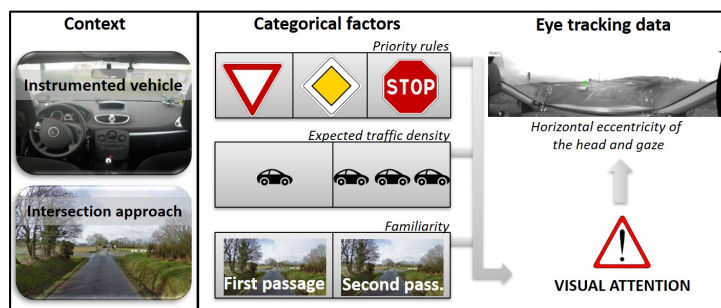 Context
Instrumented vehicle
Intersection approach
Categorical factors
Priority rules
STOP
Expected traffic density
Familiarity
First passage
Second pass.
Eye tracking data
Horizontal eccentricity of
the head and gaze
!
VISUAL ATTENTION